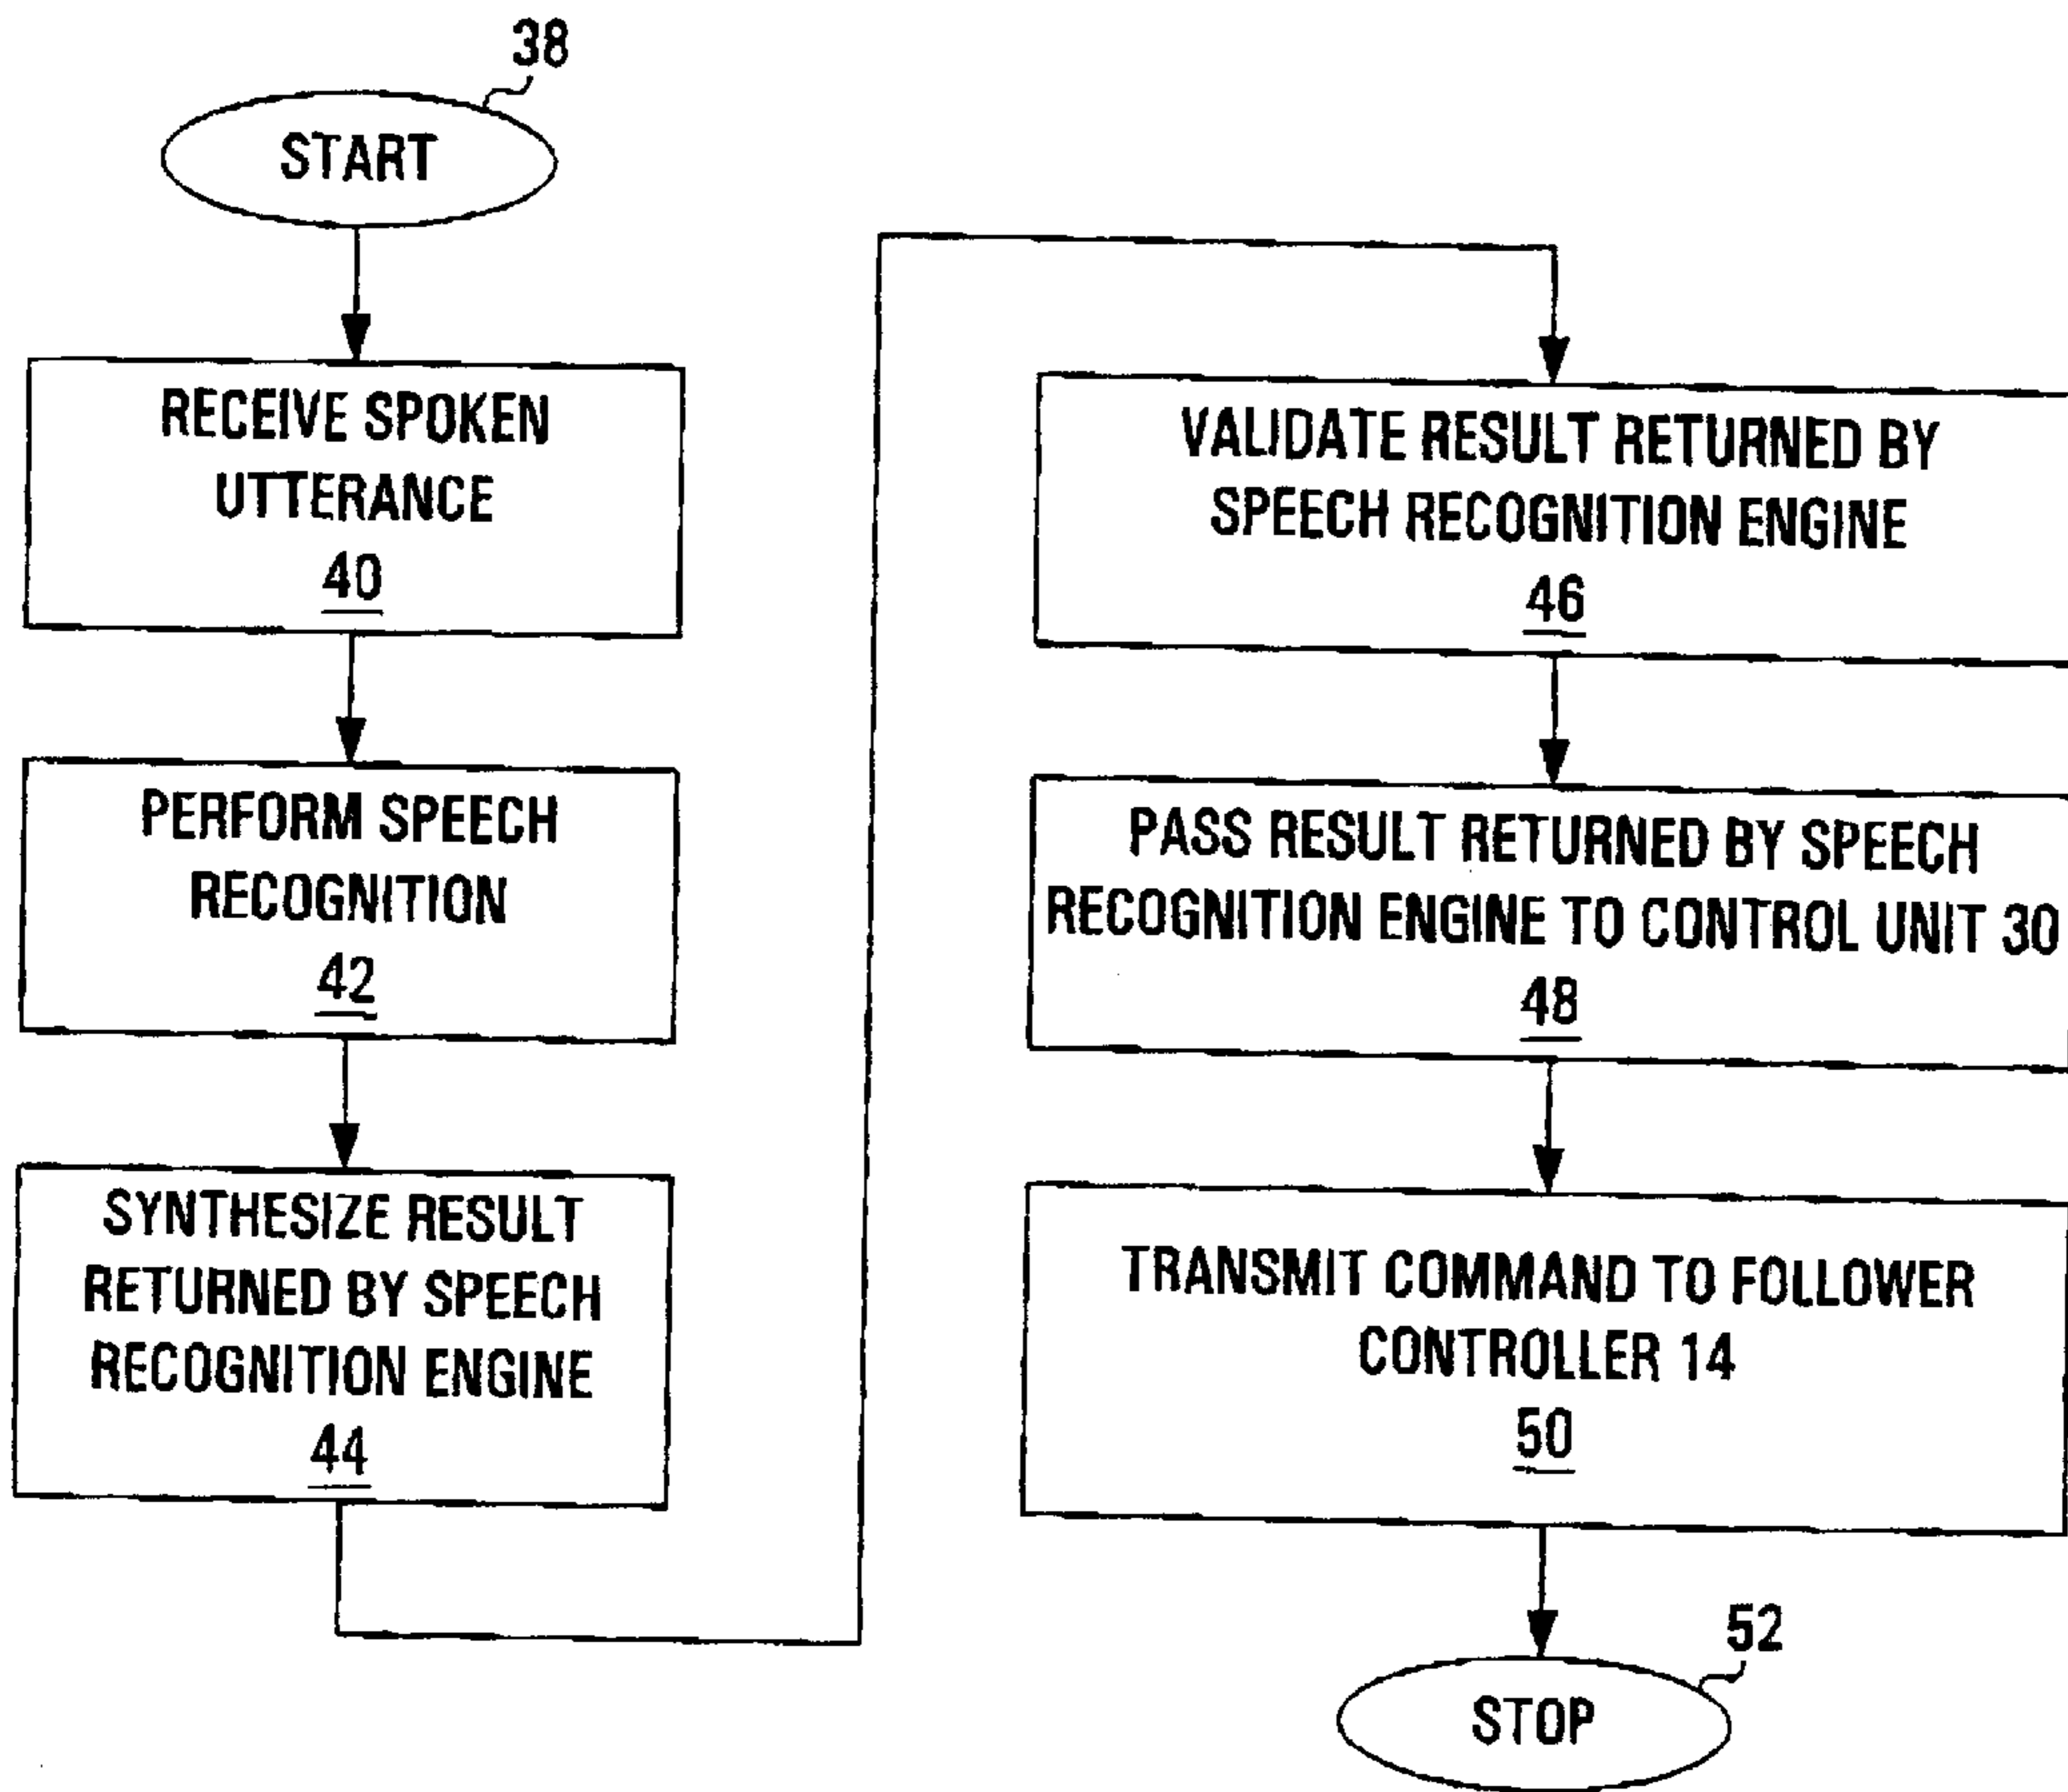 38
START
RECEIVE SPOKEN
UTTERANCE
40
PERFORM SPEECH
RECOGNITION
42
SYNTHESIZE RESULT
RETURNED BY SPEECH
RECOGNITION ENGINE
44
VALIDATE RESULT RETURNED BY
SPEECH RECOGNITION ENGINE
46
PASS RESULT RETURNED BY SPEECH
RECOGNITION ENGINE TO CONTROL UNIT 30
48
TRANSMIT COMMAND TO FOLLOWER
CONTROLLER 14
50
52
STOP